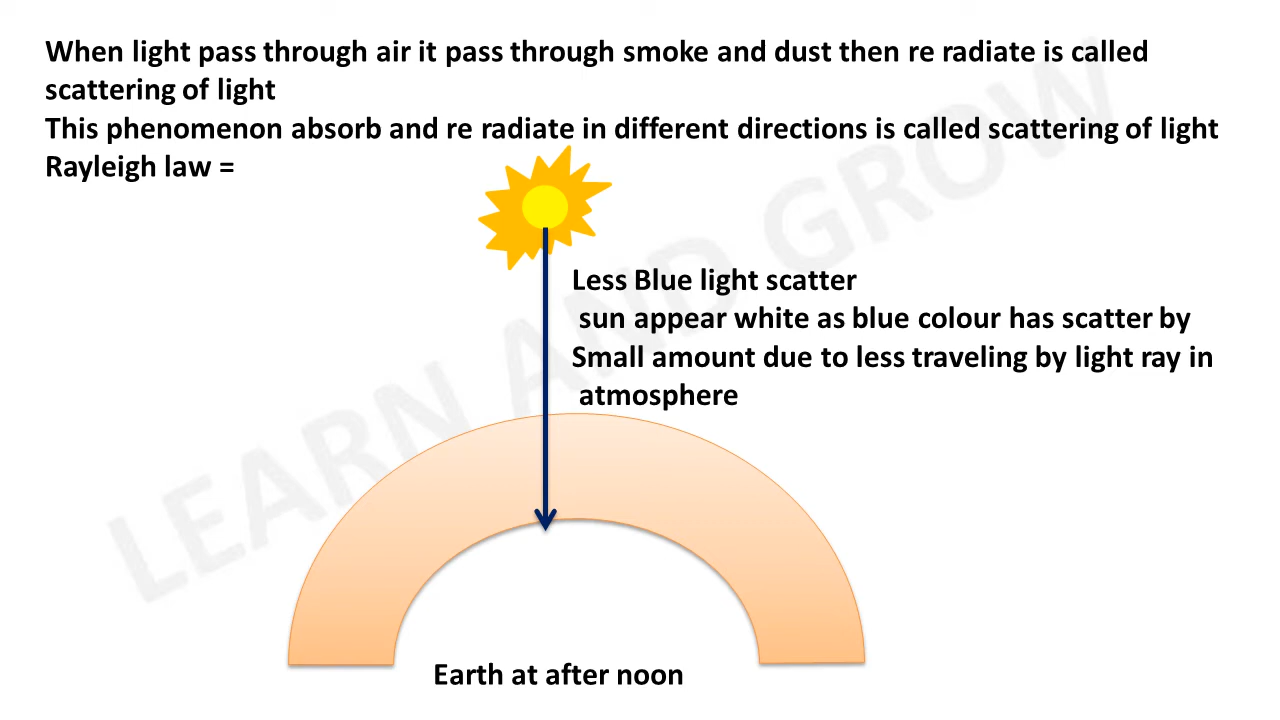 When light pass through air it pass through smoke and dust then re radiate is called
scattering of light
This phenomenon absorb and re radiate in different directions is called scattering of light
Rayleigh law =
Less Blue light scatter
sun appear white as blue colour has scatter by
Small amount due to less traveling by light ray in
atmosphere
LEARN AND GROW
Earth at after noon